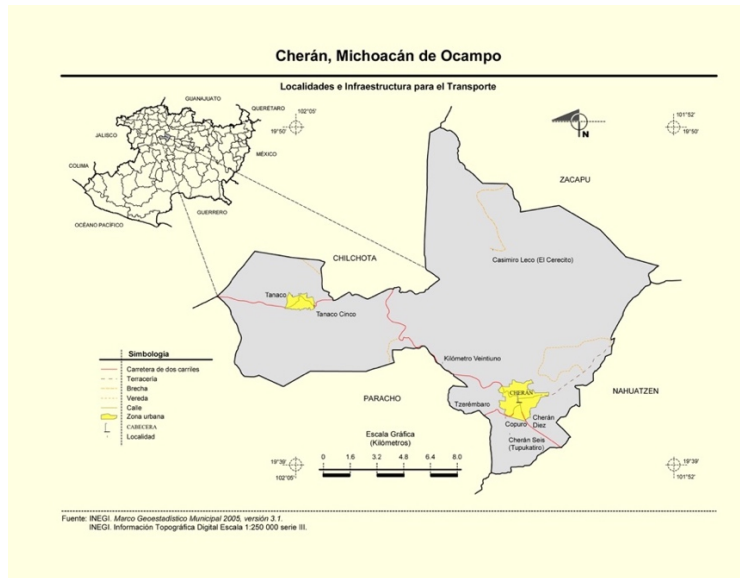 Cherán, Michoacán de Ocampo
Localidades e Infraestructura para el Transporte
GUANAJUATO
QUERÉTARO
102°05'
19°50'
101°52'
19°50'
JALISCO
MÉXICO
COLIMA
GUERRERO
OCÉANO PACÍFICO
N
ZACAPU
CHILCHOTA
Casimiro Leco (El Cerecito)
Tanaco
Tanaco Cinco
Kilómetro Veintiuno
PARACHO
NAHUATZEN
CHERÁN
Tzerémbaro
Cherán
Diez
Copuro
Cherán Seis
(Tupukatiro)
Simbología
Carretera de dos carriles
Terracería
Brecha
Vereda
Calle
Zona urbana
CABECERA
Localidad
Escala Gráfica
(Kilómetros)
0 1.6 3.2 4.8 6.4 8.0
19°39'
102°05'
19°39'
101°52'
Fuente: INEGI. Marco Geoestadístico Municipal 2005, versión 3.1.
INEGI. Información Topográfica Digital Escala 1:250 000 serie III.